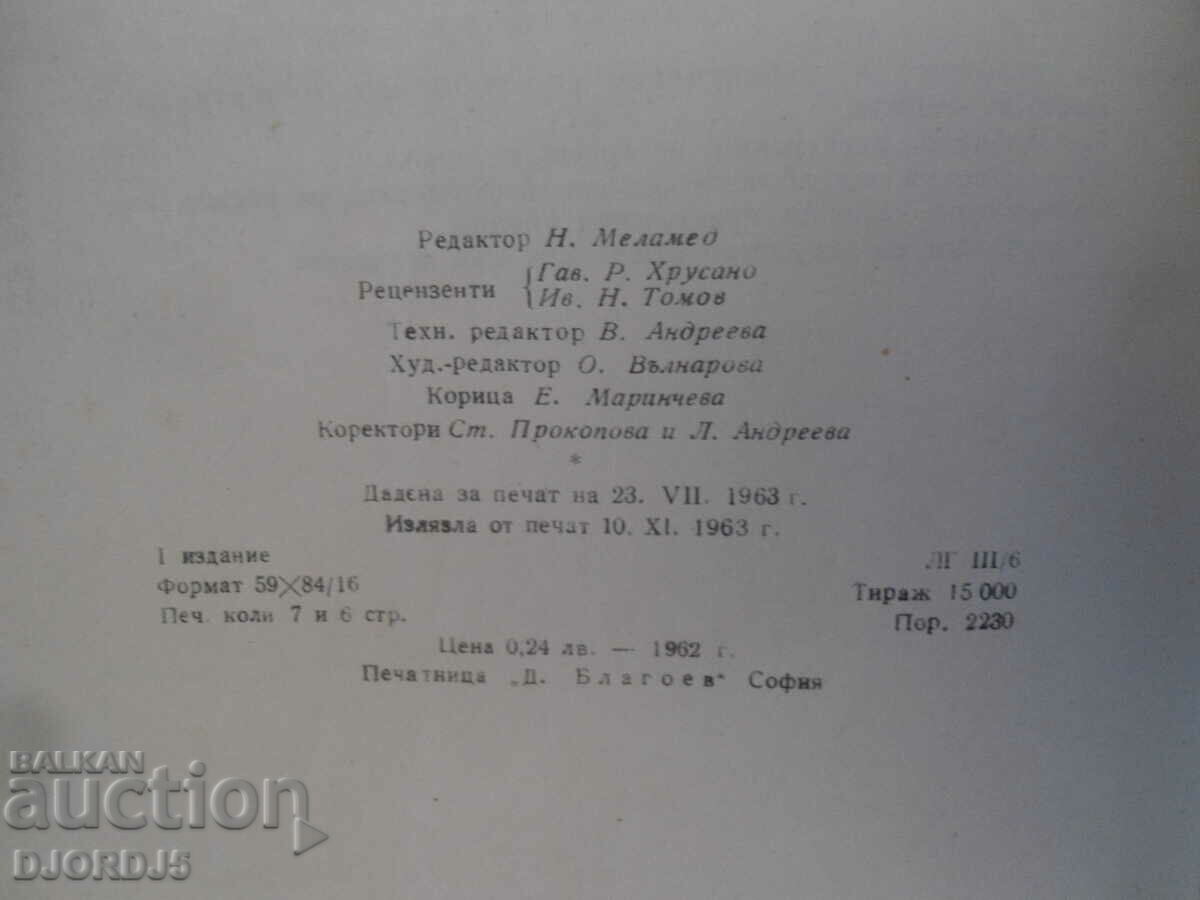 Редактор Н. Меламед
Рецензенти {Гав. Р. Хрусано
Ив. Н. Томов
Техн. редактор В. Андреева
Худ.-редактор О. Вълнарова
Корица Е. Маринчева
Коректори Ст. Прокопова и Л. Андреева
*
Дадена за печат на 23. VII. 1963 г.
Излязла от печат 10. XI. 1963 г.
I издание
ЛГ III/6
Формат 59×84/16
Тираж 15 000
Печ. коли 7 и 6 стр.
Пор. 2230
Цена 0,24 лв. — 1962 г.
Печатница „Д. Благоев" София
BALKAN
auction
DJORDJ5